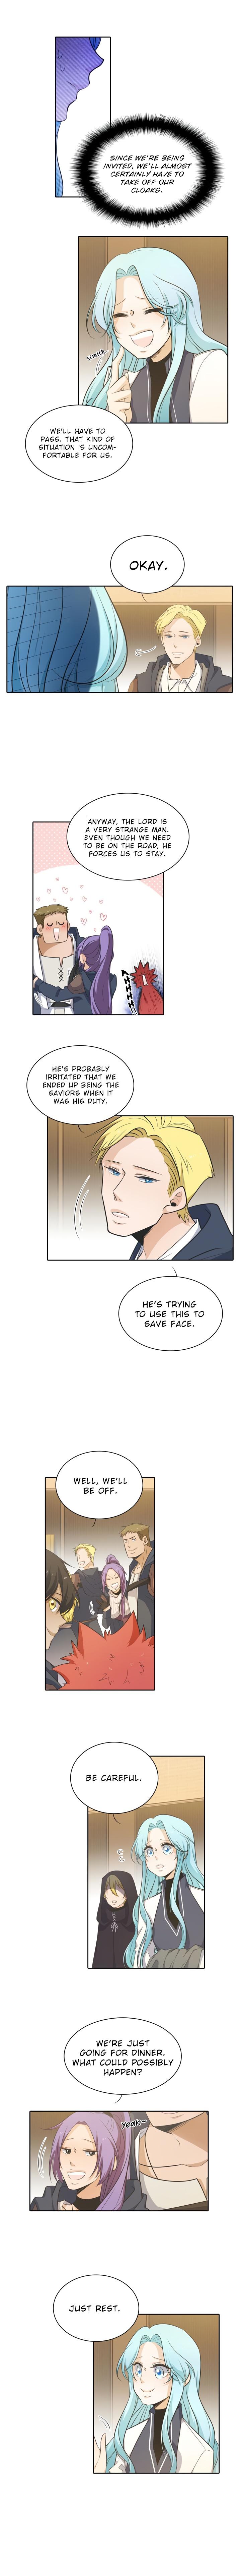 SINCE WE'RE BEING
INVITED, WE'LL ALMOST
CERTAINLY HAVE TO
TAKE OFF OUR
CLOAKS.
SCRATCH
WE'LL HAVE TO
PASS. THAT KIND OF
SITUATION IS UNCOM-
FORTABLE FOR US.
OKAY.
ANYWAY, THE LORD IS
A VERY STRANGE MAN.
EVEN THOUGH WE NEED
TO BE ON THE ROAD, HE
FORCES US TO STAY.
AHHHH!!
HE'S PROBABLY
IRRITATED THAT WE
ENDED UP BEING THE
SAVIORS WHEN IT
WAS HIS DUTY.
HE'S TRYING
TO USE THIS TO
SAVE FACE.
WELL, WE'LL
BE OFF.
BE CAREFUL.
WE'RE JUST
GOING FOR DINNER.
WHAT COULD POSSIBLY
HAPPEN?
Yeah~
JUST REST.